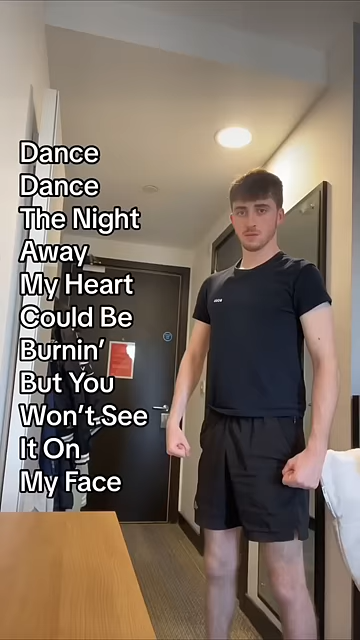 Dance
Dance
The Night
Away
My Heart
Could Be
Burnin'
But You
Won't See
It On
My Face